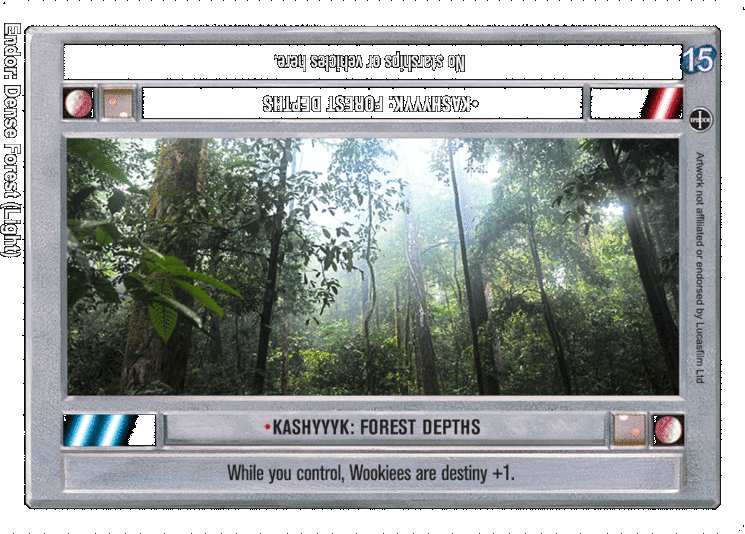 No starships or vehicles here.
•KASHYYYK: FOREST DEPTHS
15
EPISODE I
Endor: Dense Forest (Light)
Artwork not affiliated or endorsed by Lucasfilm Ltd
•KASHYYYK: FOREST DEPTHS
While you control, Wookiees are destiny +1.